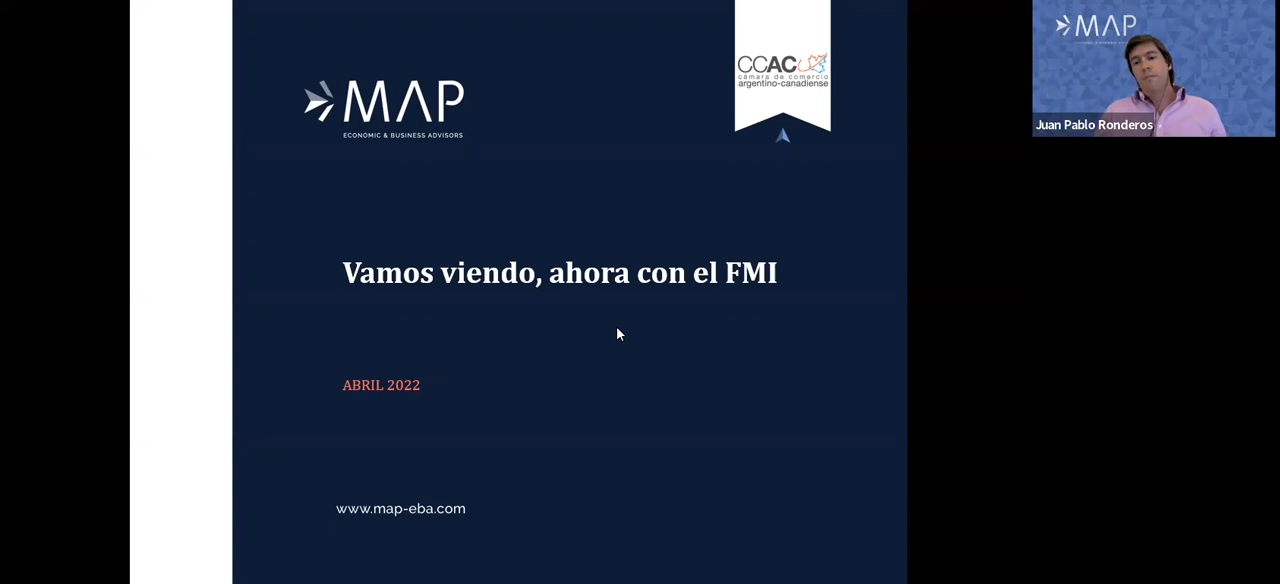 MAP
ECONOMIC & BUSINESS ADVISORS
CCAC
cámara de comercio
argentino-canadiense
Vamos viendo, ahora con el FMI
ABRIL 2022
www.map-eba.com
MAP
Juan Pablo Ronderos